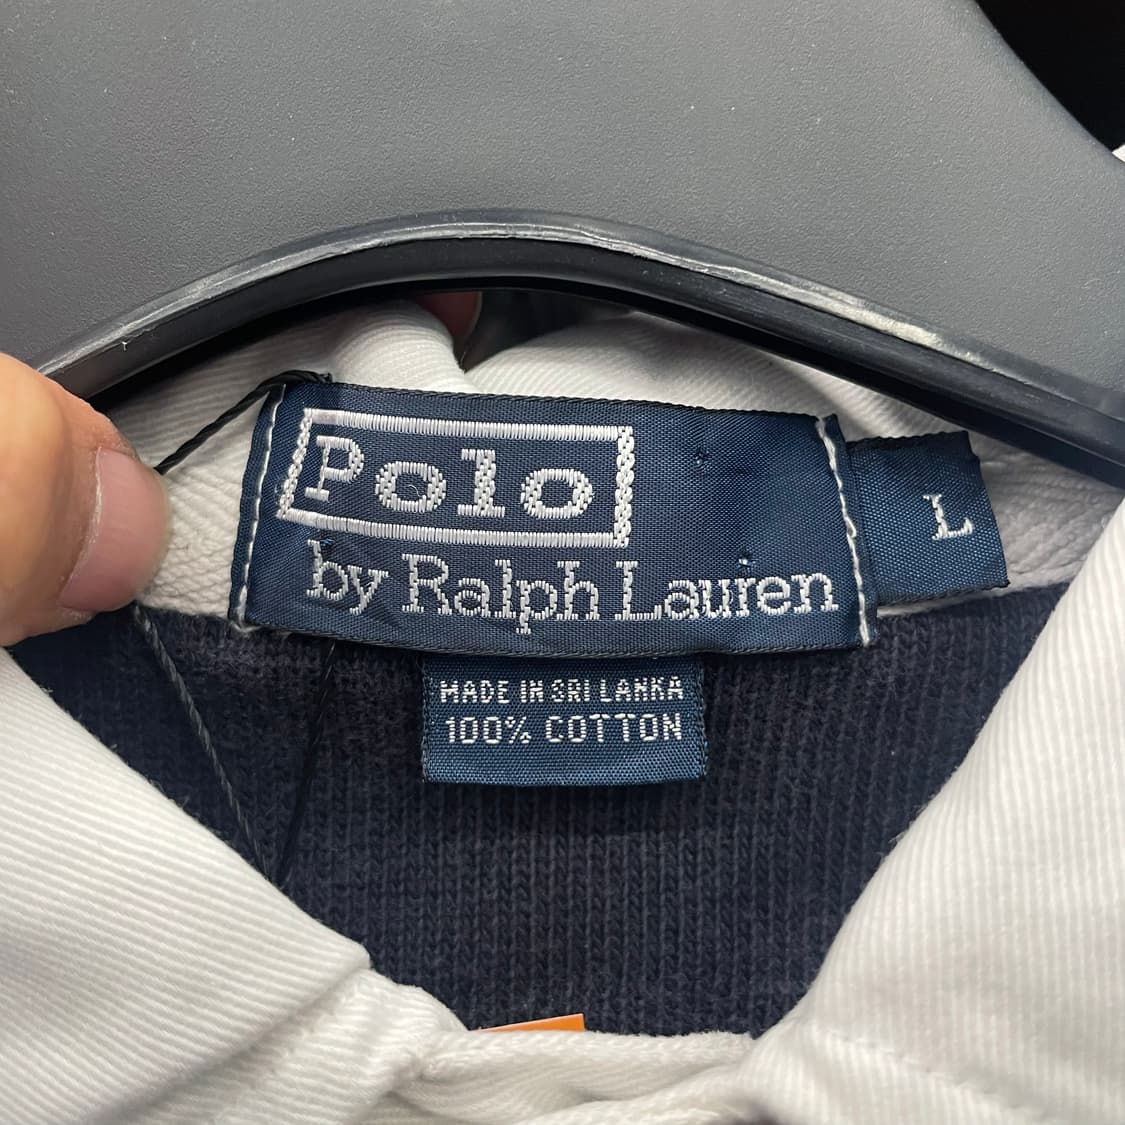 Polo
by Ralph Lauren
L
MADE IN SRI LANKA
100% COTTON